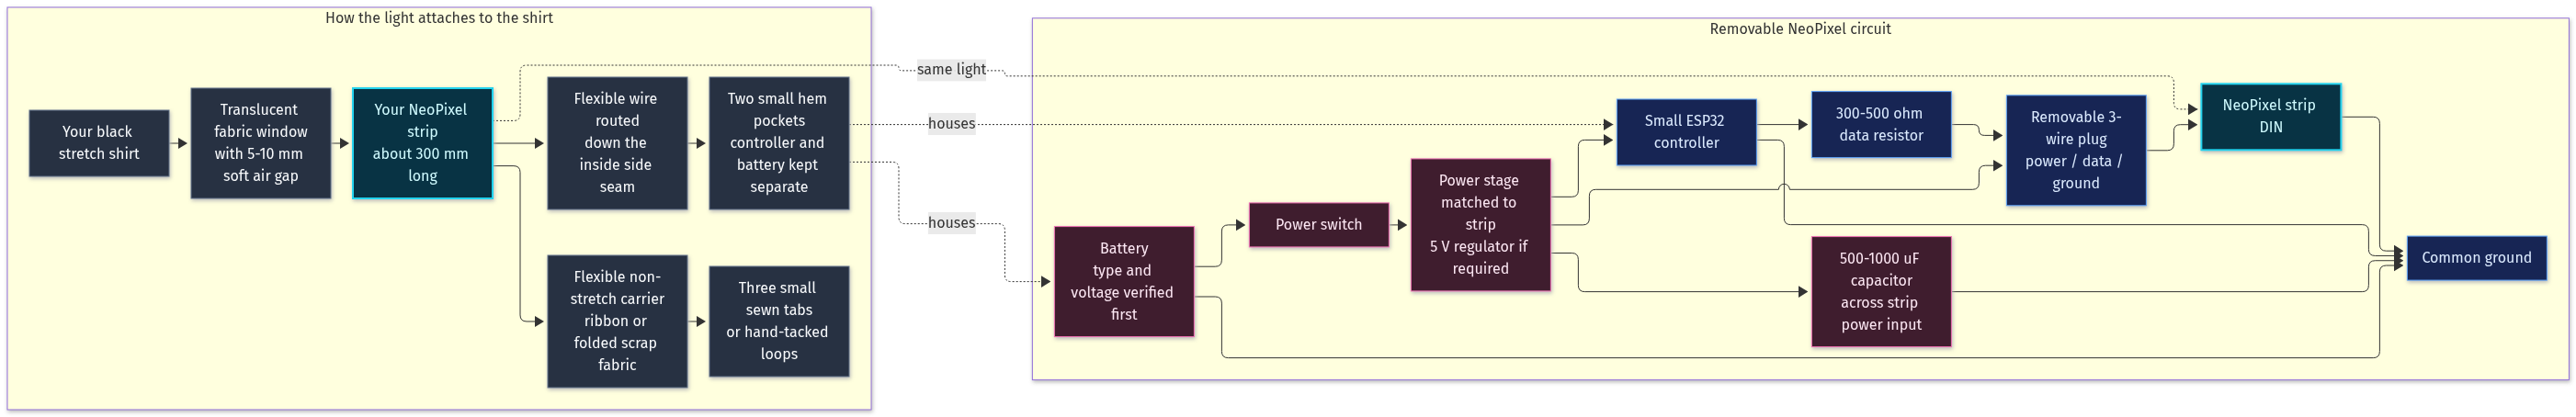 How the light attaches to the shirt
Your black
stretch shirt
Translucent
fabric window
with 5-10 mm
soft air gap
Your NeoPixel
strip
about 300 mm
long
Flexible wire
routed
down the
inside side
seam
Two small hem
pockets
controller and
battery kept
separate
Flexible non-
stretch carrier
ribbon or
folded scrap
fabric
Three small
sewn tabs
or hand-tacked
loops
same light
houses
houses
Removable NeoPixel circuit
Battery
type and
voltage verified
first
Power switch
Power stage
matched to
strip
5 V regulator if
required
Small ESP32
controller
300-500 ohm
data resistor
500-1000 uF
capacitor
across strip
power input
Removable 3-
wire plug
power / data /
ground
NeoPixel strip
DIN
Common ground